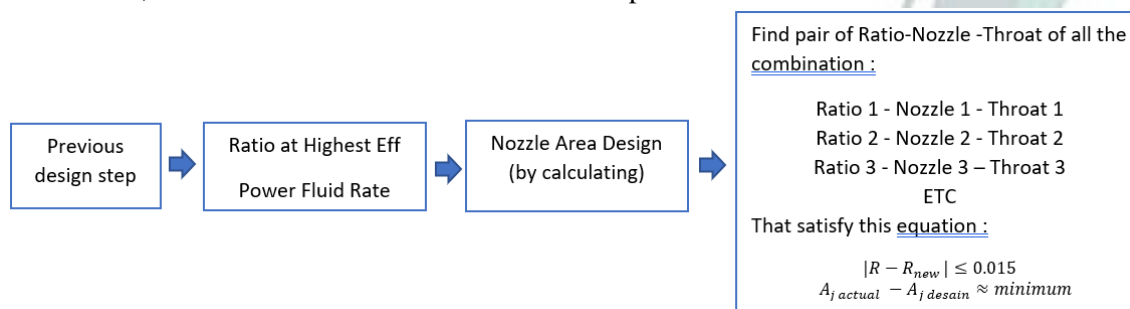 Previous
design step
Ratio at Highest Eff
Power Fluid Rate
Nozzle Area Design
(by calculating)
Find pair of Ratio-Nozzle -Throat of all the
combination :
Ratio 1 - Nozzle 1 - Throat 1
Ratio 2 - Nozzle 2 - Throat 2
Ratio 3 - Nozzle 3 – Throat 3
ETC
That satisfy this equation :
|R − R_new| ≤ 0.015
A_j actual − A_j desain ≈ minimum